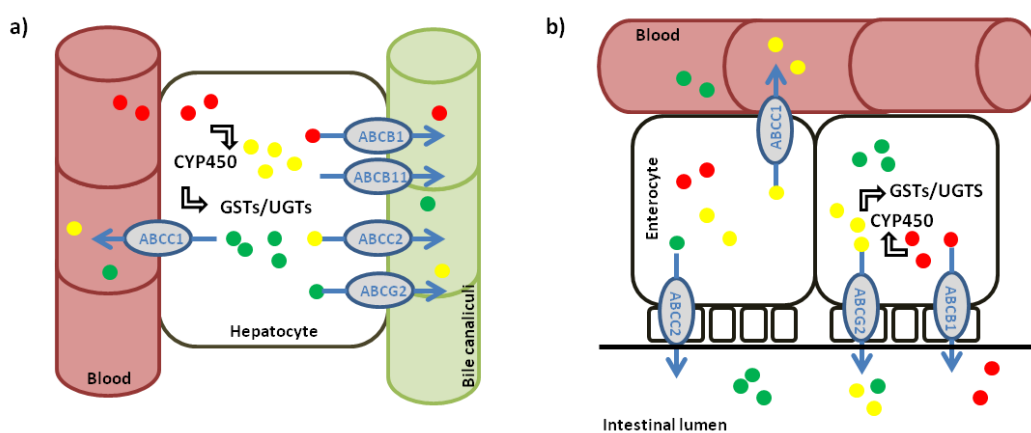 a)
CYP450
GSTs/UGTs
ABCB1
ABCB11
ABCC1
ABCC2
ABCG2
Hepatocyte
Blood
Bile canaliculi
b)
Blood
ABCC1
Enterocyte
GSTs/UGTS
CYP450
ABCC2
ABCG2
ABCB1
Intestinal lumen